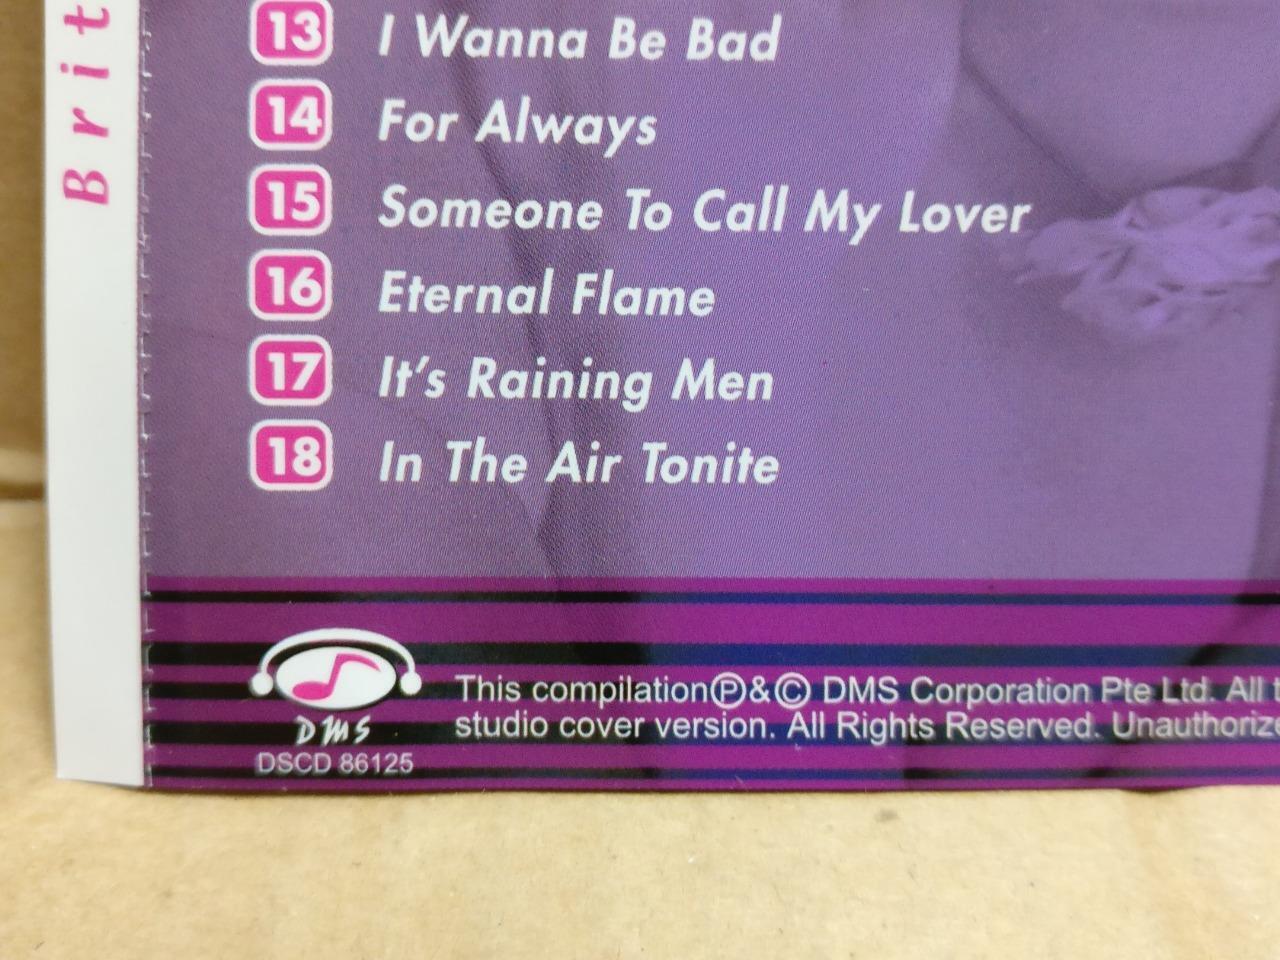 Brit
13 I Wanna Be Bad
14 For Always
15 Someone To Call My Lover
16 Eternal Flame
17 It's Raining Men
18 In The Air Tonite
DMS
DSCD 86125
This compilationⓅ&© DMS Corporation Pte Ltd. All
studio cover version. All Rights Reserved.